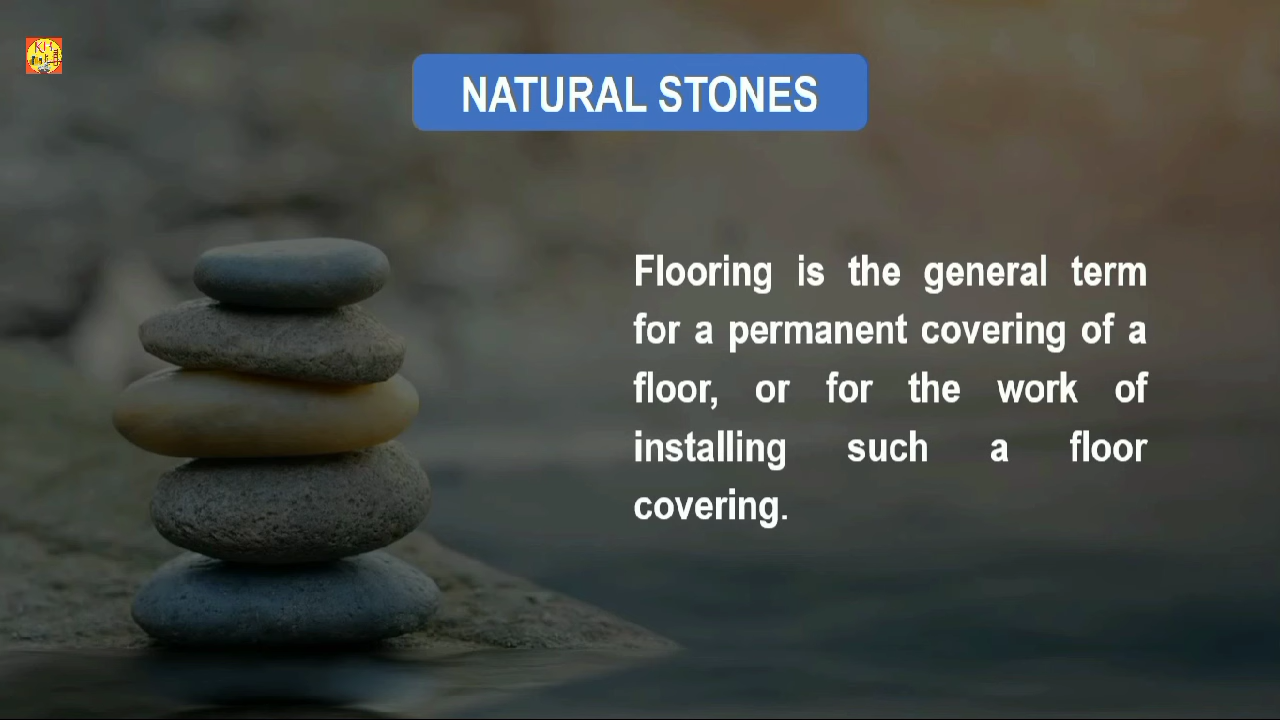 KB
NATURAL STONES
Flooring is the general term
for a permanent covering of a
floor, or for the work of
installing such a floor
covering.